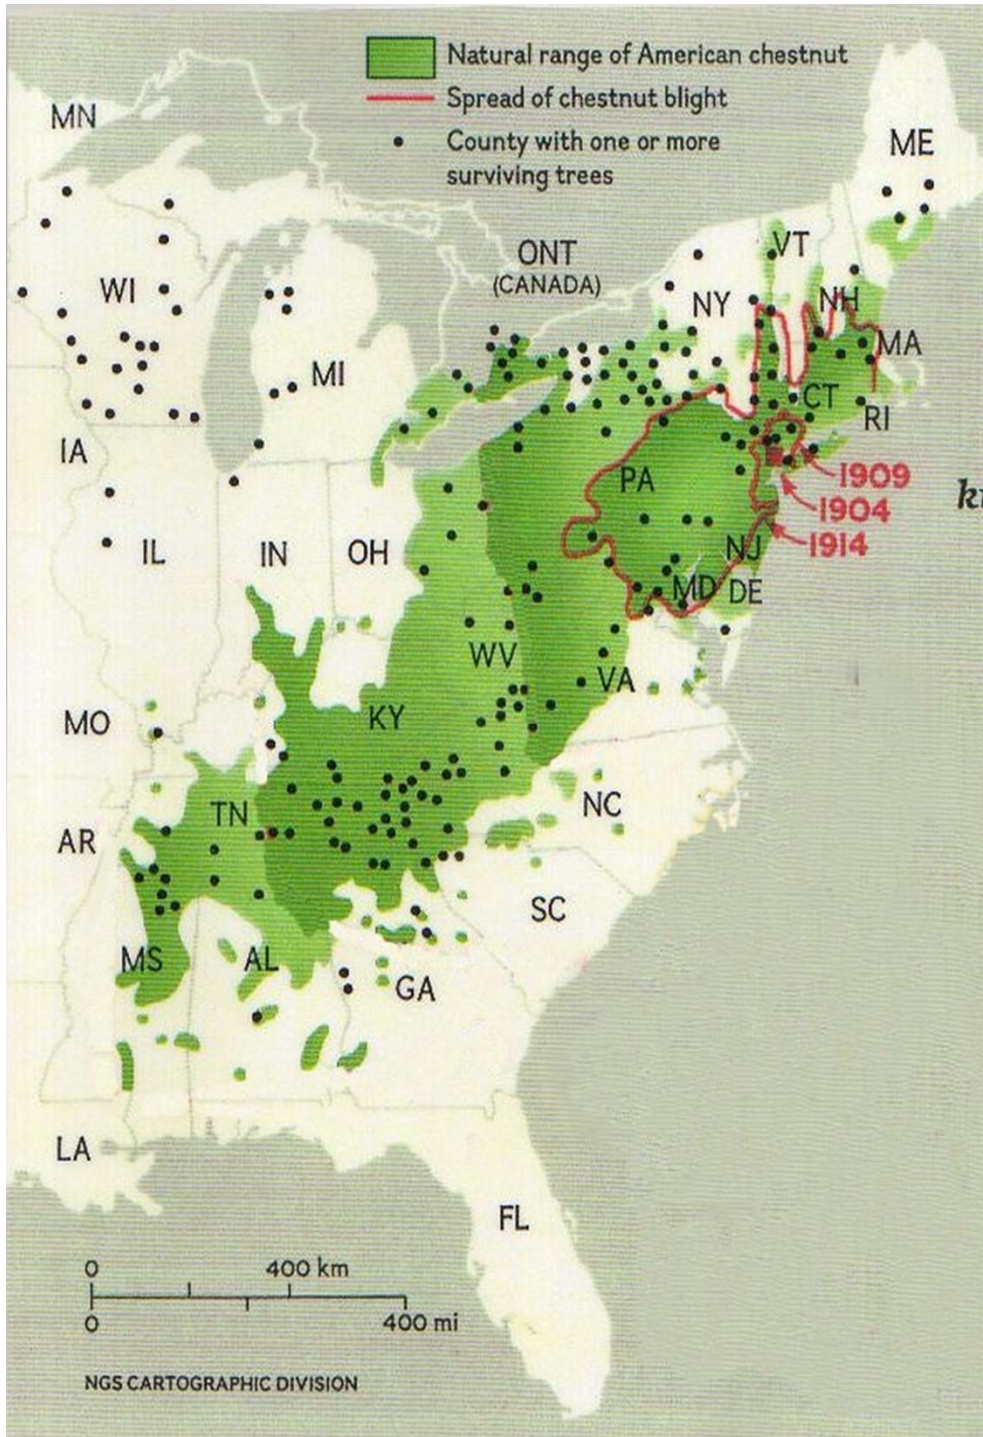 Natural range of American chestnut
Spread of chestnut blight
County with one or more
surviving trees
MN
ME
ONT
(CANADA)
VT
WI
NY
NH
MI
MA
CT
RI
IA
PA
1909
1904
1914
IL
IN
OH
NJ
MD
DE
WV
VA
MO
KY
TN
NC
AR
SC
MS
AL
GA
LA
FL
0
400 km
0
400 mi
NGS CARTOGRAPHIC DIVISION